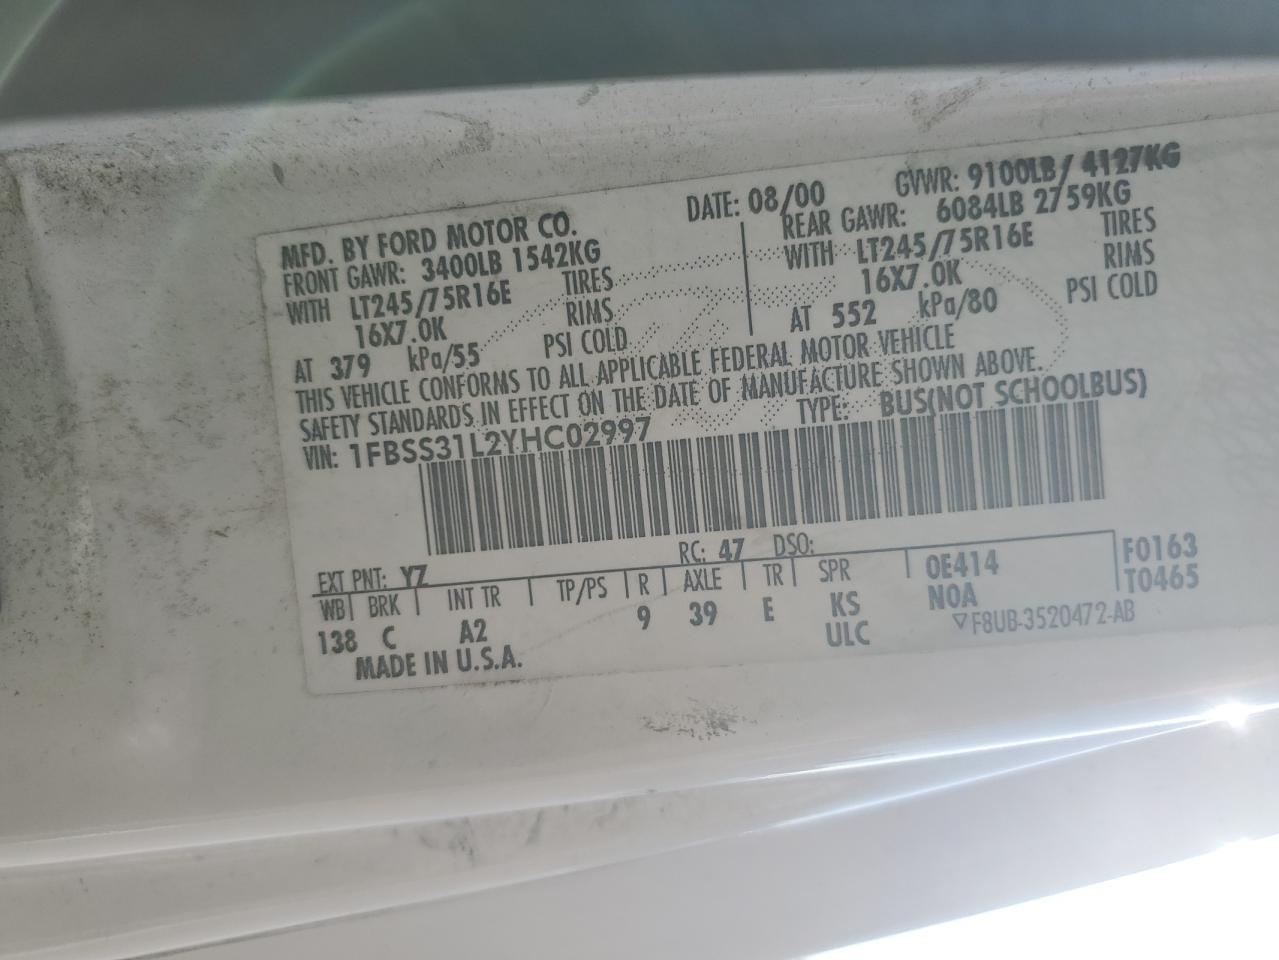 MFD. BY FORD MOTOR CO. DATE: 08/00 GVWR: 9100LB/ 4127KG
FRONT GAWR: 3400LB 1542KG REAR GAWR: 6084LB 2759KG
WITH LT245/75R16E TIRES WITH LT245/75R16E TIRES
16X7.0K RIMS 16X7.0K RIMS
AT 379 kPa/55 PSI COLD AT 552 kPa/80 PSI COLD
THIS VEHICLE CONFORMS TO ALL APPLICABLE FEDERAL MOTOR VEHICLE
SAFETY STANDARDS IN EFFECT ON THE DATE OF MANUFACTURE SHOWN ABOVE.
VIN: 1FBSS31L2YHC02997 TYPE: BUS(NOT SCHOOLBUS)
EXT PNT: YZ RC: 47 DSO: F0163
WB BRK INT TR TP/PS R AXLE TR SPR 0E414 T0465
138 C A2 9 39 E KS N0A
ULC F8UB-3520472-AB
MADE IN U.S.A.